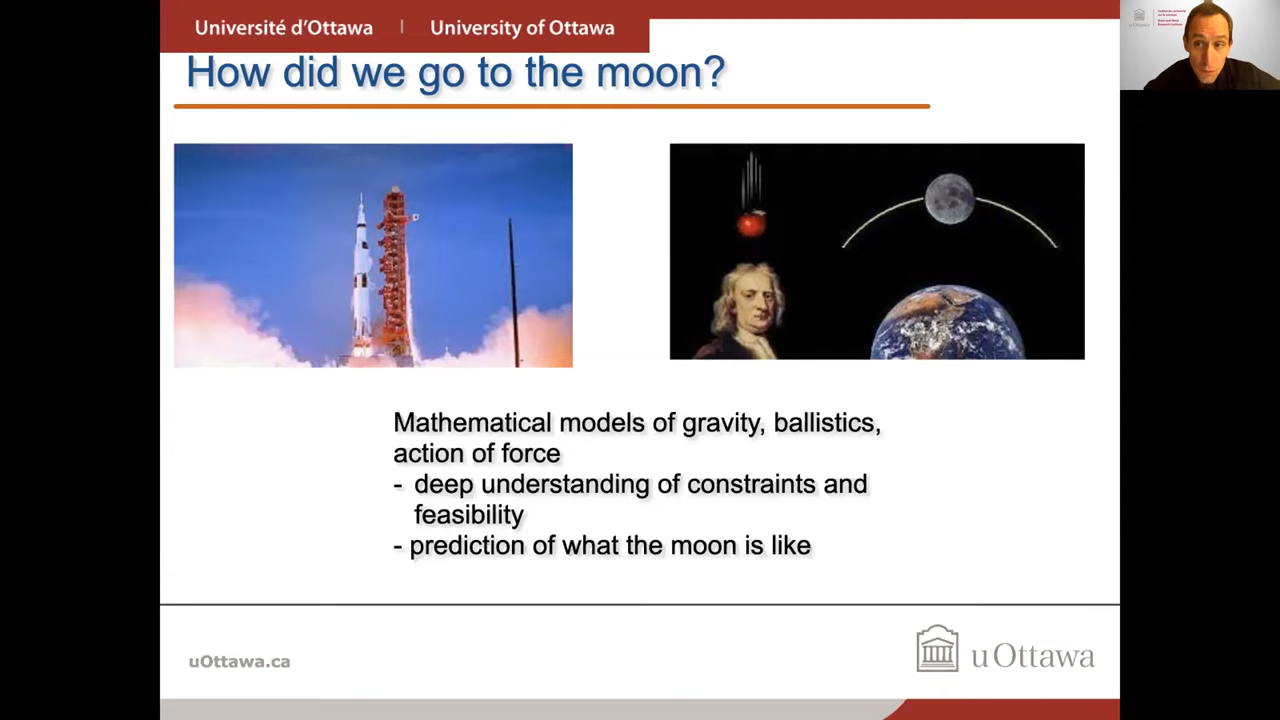 Université d'Ottawa | University of Ottawa
How did we go to the moon?
Mathematical models of gravity, ballistics,
action of force
- deep understanding of constraints and
feasibility
- prediction of what the moon is like
uOttawa.ca
uOttawa